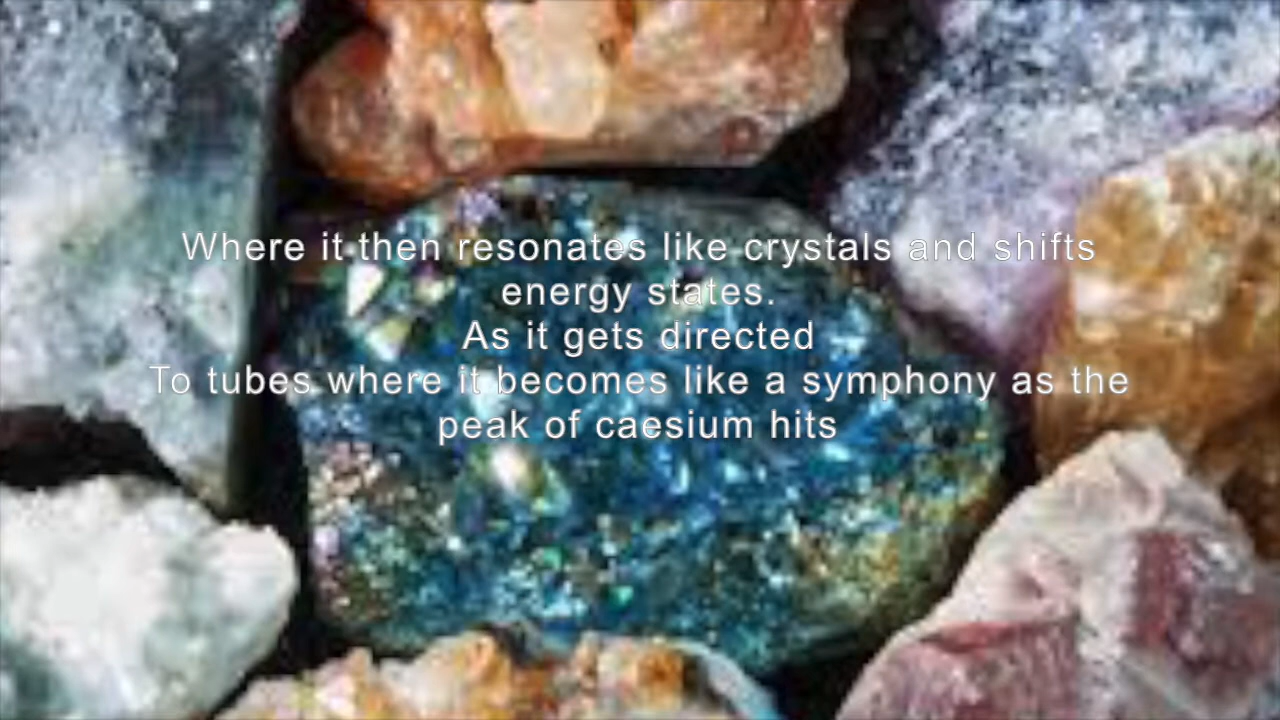 Where it then resonates like crystals and shifts
energy states.
As it gets directed
To tubes where it becomes like a symphony as the
peak of caesium hits